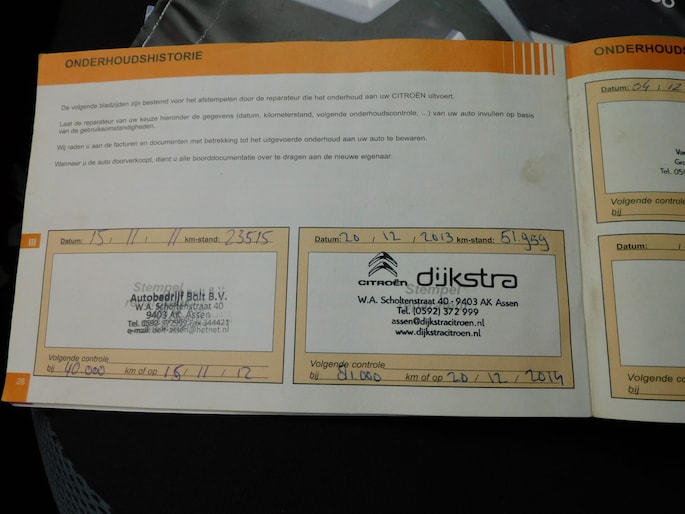 ONDERHOUDSHISTORIE
De volgende bladzijden zijn bestemd voor het afstempelen door de reparateur die het onderhoud aan uw CITROËN uitvoert.
Laat de reparateur van uw keuze hieronder de gegevens (datum, kilometerstand, volgende onderhoudscontrole, ...) van uw auto invullen op basis
van de gebruiksomstandigheden.
Wij raden u aan de facturen en documenten met betrekking tot het uitgevoerde onderhoud aan uw auto te bewaren.
Wanneer u de auto doorverkoopt, dient u alle boorddocumentatie over te dragen aan de nieuwe eigenaar.
III
Datum: 15 / 11 / 11 km-stand: 23515
Stempel
Autobedrijf Bolt B.V.
W.A. Scholtenstraat 40
9403 AK Assen
Volgende controle
bij 40.000 km of op 15 / 11 / 12
26
Datum: 20 / 12 / 2013 km-stand: 51.959
CITROËN dijkstra
Stempel
W.A. Scholtenstraat 40 - 9403 AK Assen
Tel. (0592) 372 999
assen@dijkstracitroen.nl
www.dijkstracitroen.nl
Volgende controle
bij 81.000 km of op 20 / 12 / 2014
ONDERHOUDS
Datum: 04 / 12
Tel. 059
Volgende controle
bij
Datum: /
Volgende co
bij